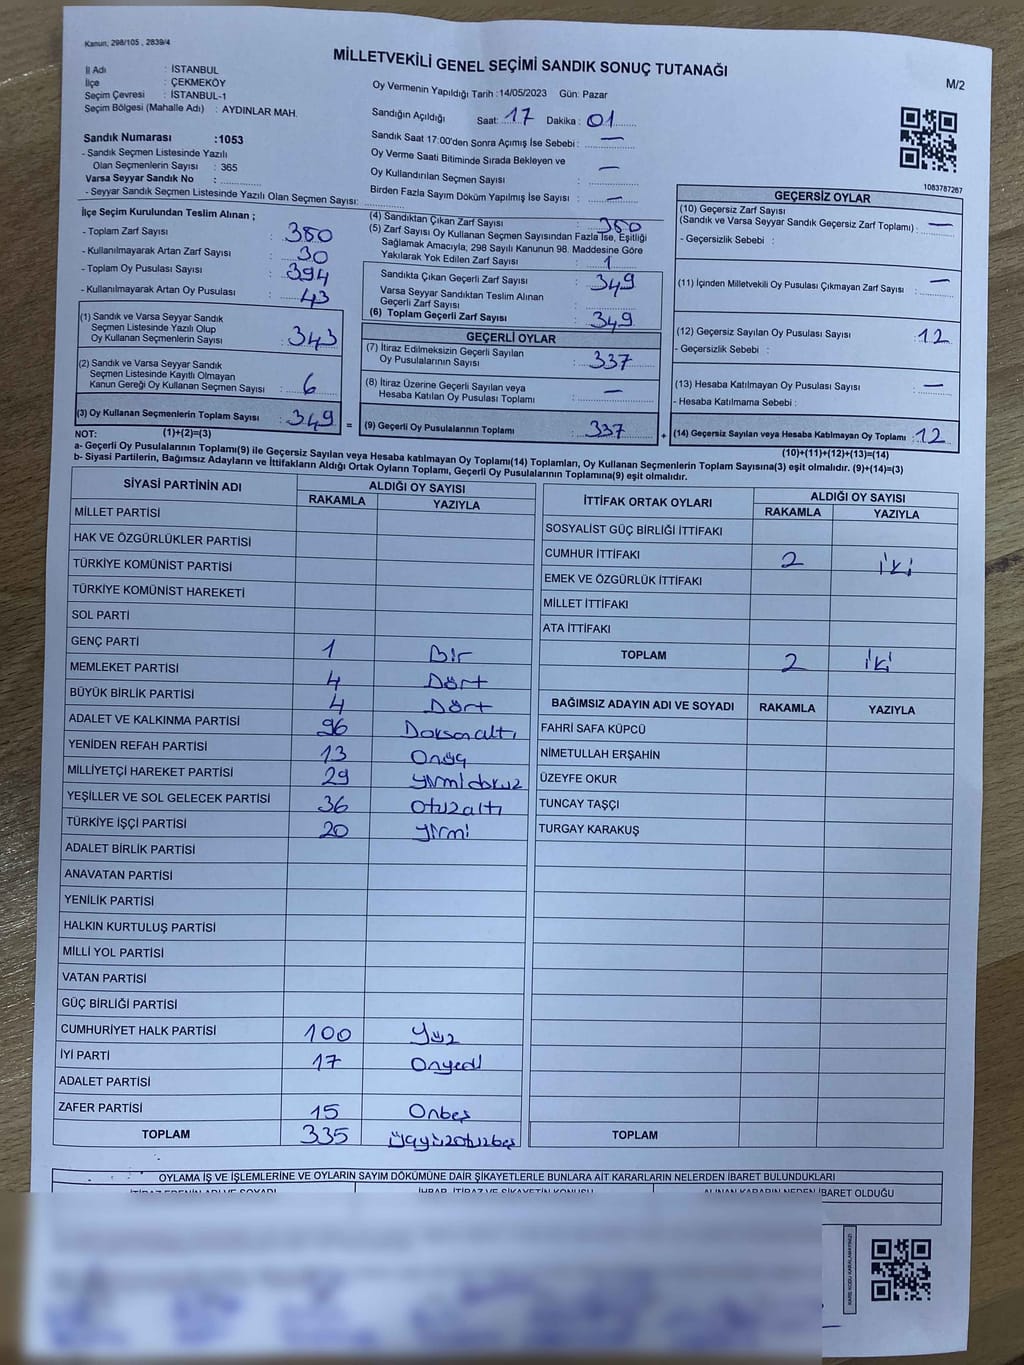 Kanun, 298/105 , 2839/4
MİLLETVEKİLİ GENEL SEÇİMİ SANDIK SONUÇ TUTANAĞI
M/2
İl Adı : İSTANBUL
İlçe : ÇEKMEKÖY
Seçim Çevresi : İSTANBUL-1
Seçim Bölgesi (Mahalle Adı) : AYDINLAR MAH.
Sandık Numarası :1053
- Sandık Seçmen Listesinde Yazılı
Olan Seçmenlerin Sayısı : 365
Varsa Seyyar Sandık No :
- Seyyar Sandık Seçmen Listesinde Yazılı Olan Seçmen Sayısı:
Oy Vermenin Yapıldığı Tarih :14/05/2023 Gün: Pazar
Sandığın Açıldığı Saat: 17 Dakika : 01
Sandık Saat 17:00'den Sonra Açımış İse Sebebi : —
Oy Verme Saati Bitiminde Sırada Bekleyen ve
Oy Kullandırılan Seçmen Sayısı : —
Birden Fazla Sayım Döküm Yapılmış İse Sayısı : —
1083787287
İlçe Seçim Kurulundan Teslim Alınan ;
- Toplam Zarf Sayısı : 380
- Kullanılmayarak Artan Zarf Sayısı : 30
- Toplam Oy Pusulası Sayısı : 394
- Kullanılmayarak Artan Oy Pusulası : 43
(1) Sandık ve Varsa Seyyar Sandık
Seçmen Listesinde Yazılı Olup
Oy Kullanan Seçmenlerin Sayısı : 343
(2) Sandık ve Varsa Seyyar Sandık
Seçmen Listesinde Kayıtlı Olmayan
Kanun Gereği Oy Kullanan Seçmen Sayısı : 6
(3) Oy Kullanan Seçmenlerin Toplam Sayısı : 349
(1)+(2)=(3)
(4) Sandıktan Çıkan Zarf Sayısı : 350
(5) Zarf Sayısı Oy Kullanan Seçmen Sayısından Fazla İse, Eşitliği
Sağlamak Amacıyla; 298 Sayılı Kanunun 98. Maddesine Göre
Yakılarak Yok Edilen Zarf Sayısı : 1
Sandıkta Çıkan Geçerli Zarf Sayısı : 349
Varsa Seyyar Sandıktan Teslim Alınan
Geçerli Zarf Sayısı :
(6) Toplam Geçerli Zarf Sayısı : 349
GEÇERLİ OYLAR
(7) İtiraz Edilmeksizin Geçerli Sayılan
Oy Pusulalarının Sayısı : 337
(8) İtiraz Üzerine Geçerli Sayılan veya
Hesaba Katılan Oy Pusulası Toplamı : —
= (9) Geçerli Oy Pusulalarının Toplamı : 337
GEÇERSİZ OYLAR
(10) Geçersiz Zarf Sayısı
(Sandık ve Varsa Seyyar Sandık Geçersiz Zarf Toplamı) : —
- Geçersizlik Sebebi :
(11) İçinden Milletvekili Oy Pusulası Çıkmayan Zarf Sayısı : —
(12) Geçersiz Sayılan Oy Pusulası Sayısı : 12
- Geçersizlik Sebebi :
(13) Hesaba Katılmayan Oy Pusulası Sayısı : —
- Hesaba Katılmama Sebebi :
+ (14) Geçersiz Sayılan veya Hesaba Katılmayan Oy Toplamı : 12
(10)+(11)+(12)+(13)=(14)
NOT:
a- Geçerli Oy Pusulalarının Toplamı(9) ile Geçersiz Sayılan veya Hesaba katılmayan Oy Toplamı(14) Toplamları, Oy Kullanan Seçmenlerin Toplam Sayısına(3) eşit olmalıdır. (9)+(14)=(3)
b- Siyasi Partilerin, Bağımsız Adayların ve İttifakların Aldığı Ortak Oyların Toplamı, Geçerli Oy Pusulalarının Toplamına(9) eşit olmalıdır.
SİYASİ PARTİNİN ADI ALDIĞI OY SAYISI
RAKAMLA YAZIYLA
MİLLET PARTİSİ
HAK VE ÖZGÜRLÜKLER PARTİSİ
TÜRKİYE KOMÜNİST PARTİSİ
TÜRKİYE KOMÜNİST HAREKETİ
SOL PARTİ
GENÇ PARTİ 1 Bir
MEMLEKET PARTİSİ 4 Dört
BÜYÜK BİRLİK PARTİSİ 4 Dört
ADALET VE KALKINMA PARTİSİ 96 Doksanaltı
YENİDEN REFAH PARTİSİ 13 Onüç
MİLLİYETÇİ HAREKET PARTİSİ 29 yirmidokuz
YEŞİLLER VE SOL GELECEK PARTİSİ 36 otuzaltı
TÜRKİYE İŞÇİ PARTİSİ 20 yirmi
ADALET BİRLİK PARTİSİ
ANAVATAN PARTİSİ
YENİLİK PARTİSİ
HALKIN KURTULUŞ PARTİSİ
MİLLİ YOL PARTİSİ
VATAN PARTİSİ
GÜÇ BİRLİĞİ PARTİSİ
CUMHURİYET HALK PARTİSİ 100 Yüz
İYİ PARTİ 17 Onyedi
ADALET PARTİSİ
ZAFER PARTİSİ 15 Onbeş
TOPLAM 335 üçyüzotuzbeş
İTTİFAK ORTAK OYLARI ALDIĞI OY SAYISI
RAKAMLA YAZIYLA
SOSYALİST GÜÇ BİRLİĞİ İTTİFAKI
CUMHUR İTTİFAKI 2 iki
EMEK VE ÖZGÜRLÜK İTTİFAKI
MİLLET İTTİFAKI
ATA İTTİFAKI
TOPLAM 2 iki
BAĞIMSIZ ADAYIN ADI VE SOYADI RAKAMLA YAZIYLA
FAHRİ SAFA KÜPCÜ
NİMETULLAH ERŞAHİN
ÜZEYFE OKUR
TUNCAY TAŞÇI
TURGAY KARAKUŞ
TOPLAM
OYLAMA İŞ VE İŞLEMLERİNE VE OYLARIN SAYIM DÖKÜMÜNE DAİR ŞİKAYETLERLE BUNLARA AİT KARARLARIN NELERDEN İBARET BULUNDUKLARI
İTİRAZ EDENİN ADI VE SOYADI İHBAR, İTİRAZ VE ŞİKAYETİN KONUSU ALINAN KARARIN NEDEN İBARET OLDUĞU
KARE KODU KARALAMAYINIZ!